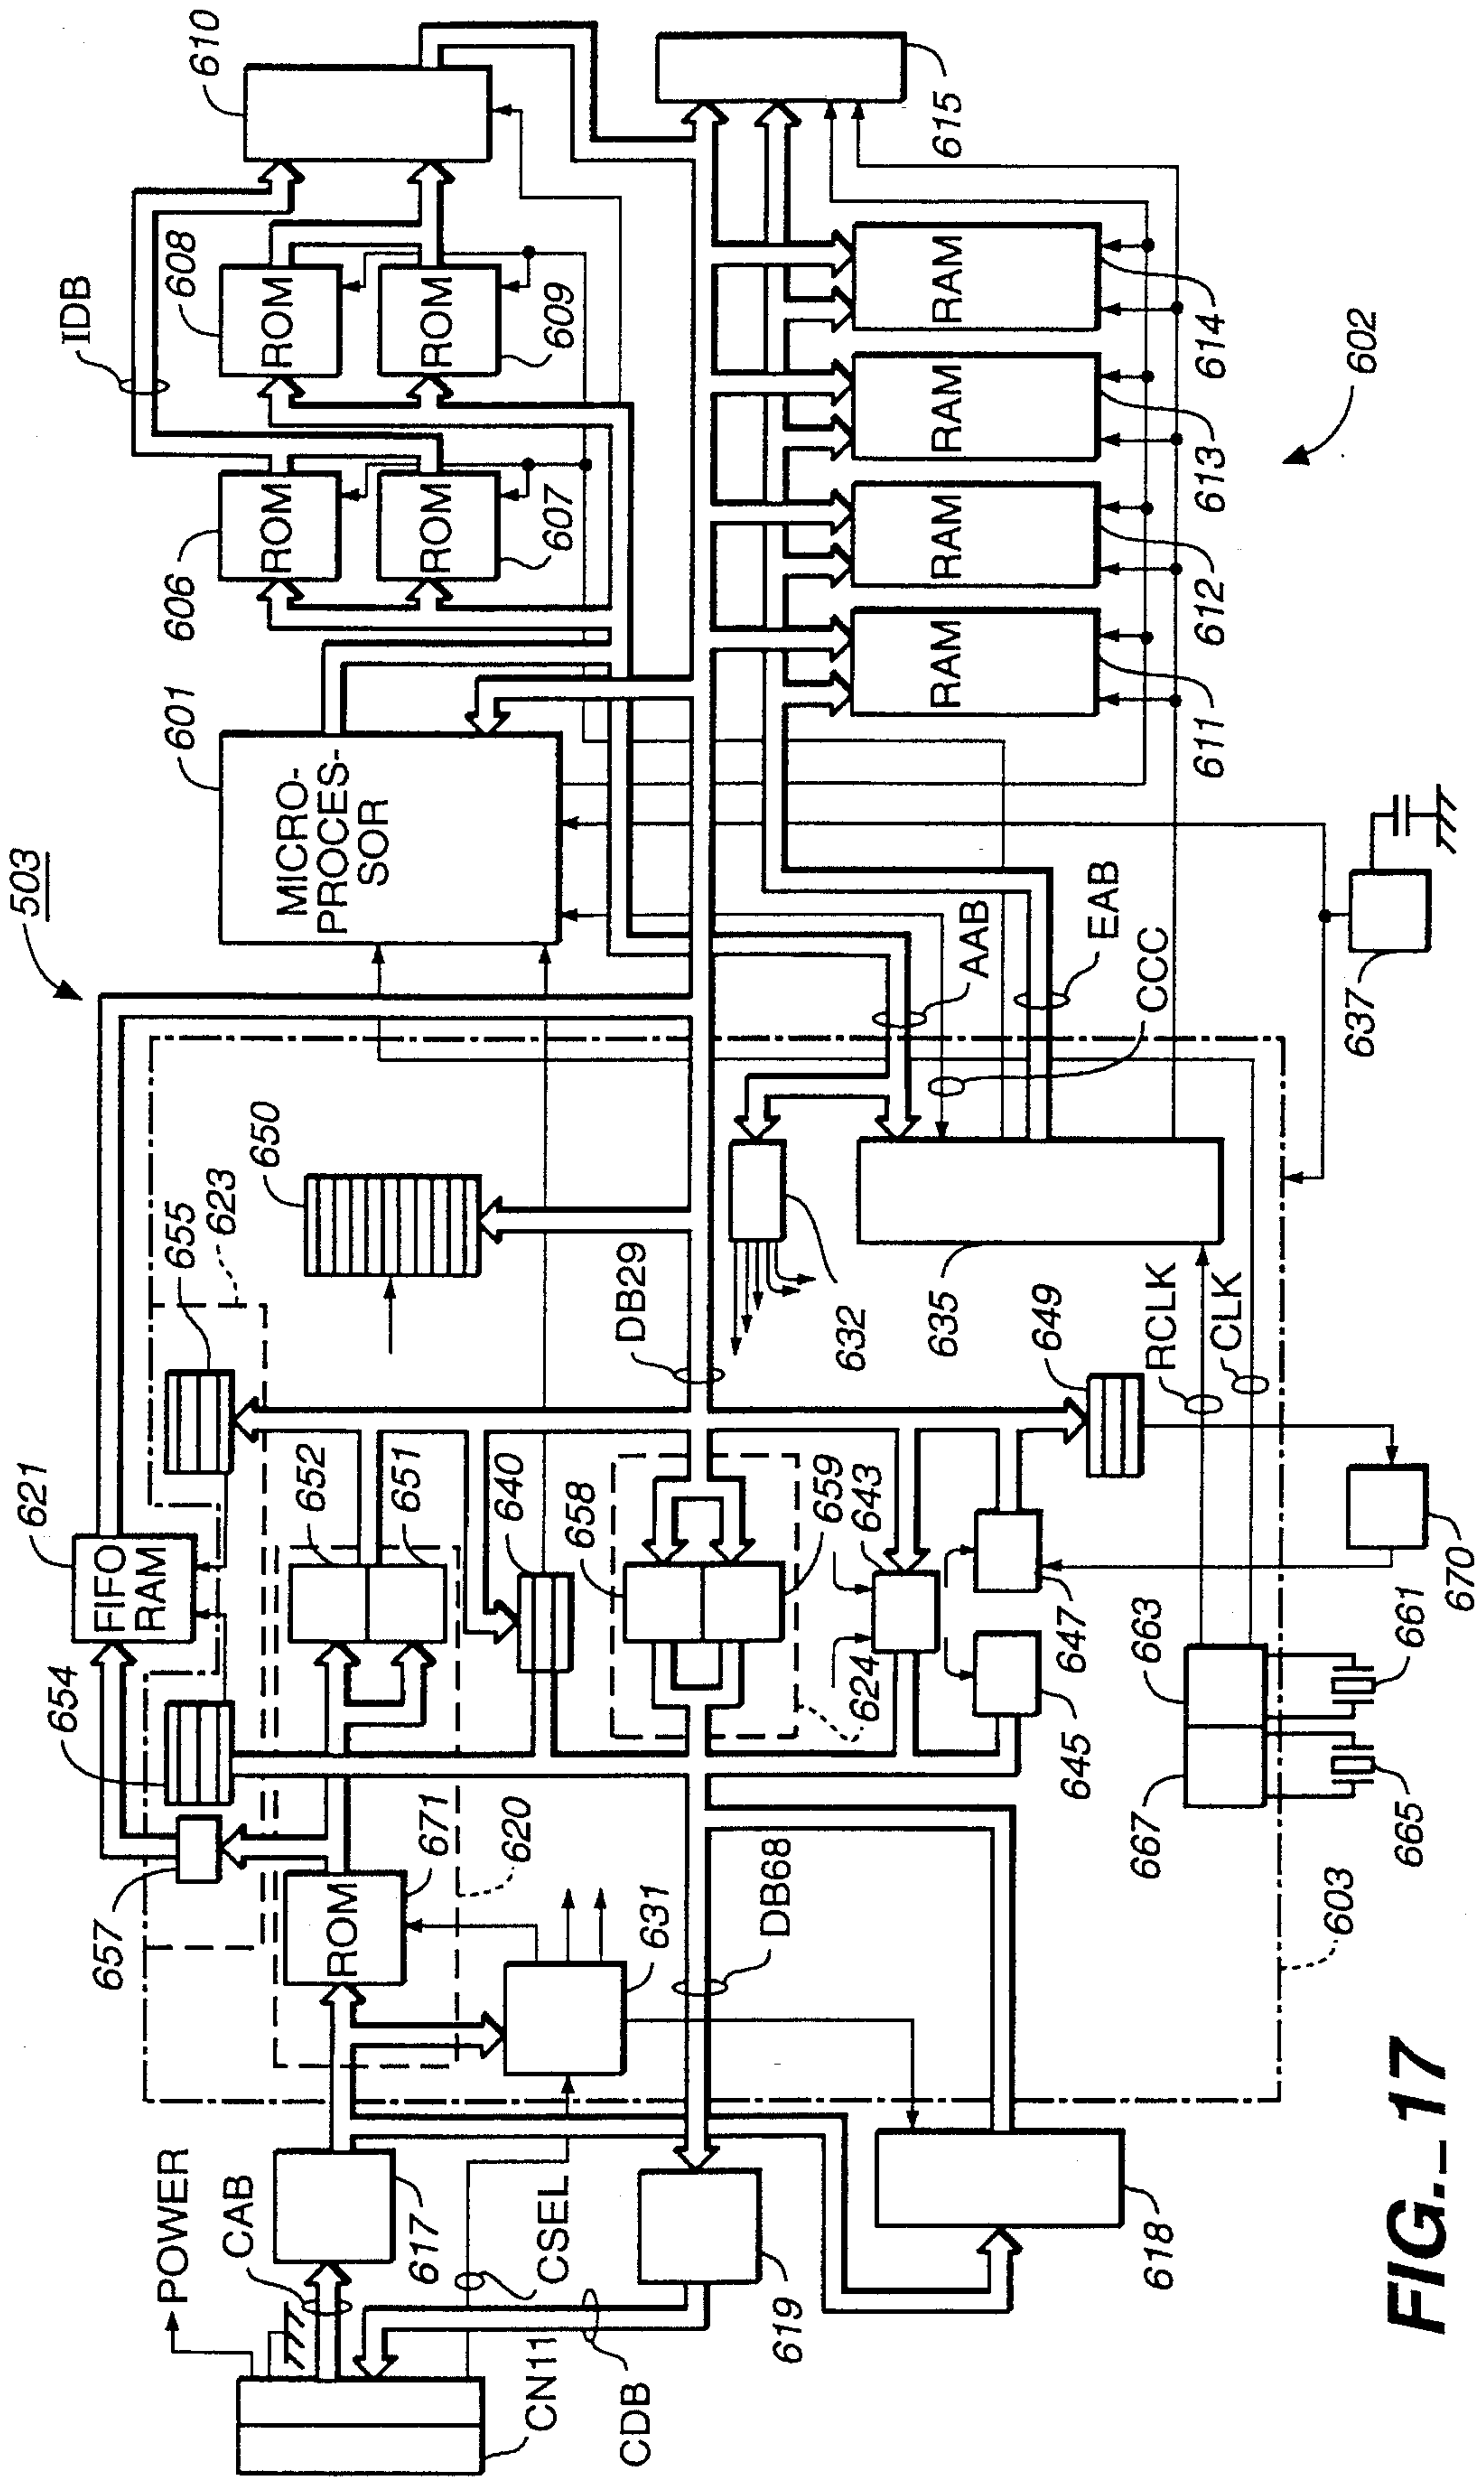 503
610
IDB
608
ROM
ROM
609
606
ROM
ROM
607
601
MICRO-
PROCES-
SOR
615
RAM
614
RAM
613
RAM
612
RAM
611
602
AAB
EAB
CCC
637
650
623
655
DB29
632
635
RCLK
CLK
649
621
FIFO
RAM
652
651
640
658
659
643
624
647
645
670
663
661
667
665
654
657
ROM
671
620
631
DB68
603
POWER
CAB
617
CSEL
619
618
CN11
CDB
FIG._17